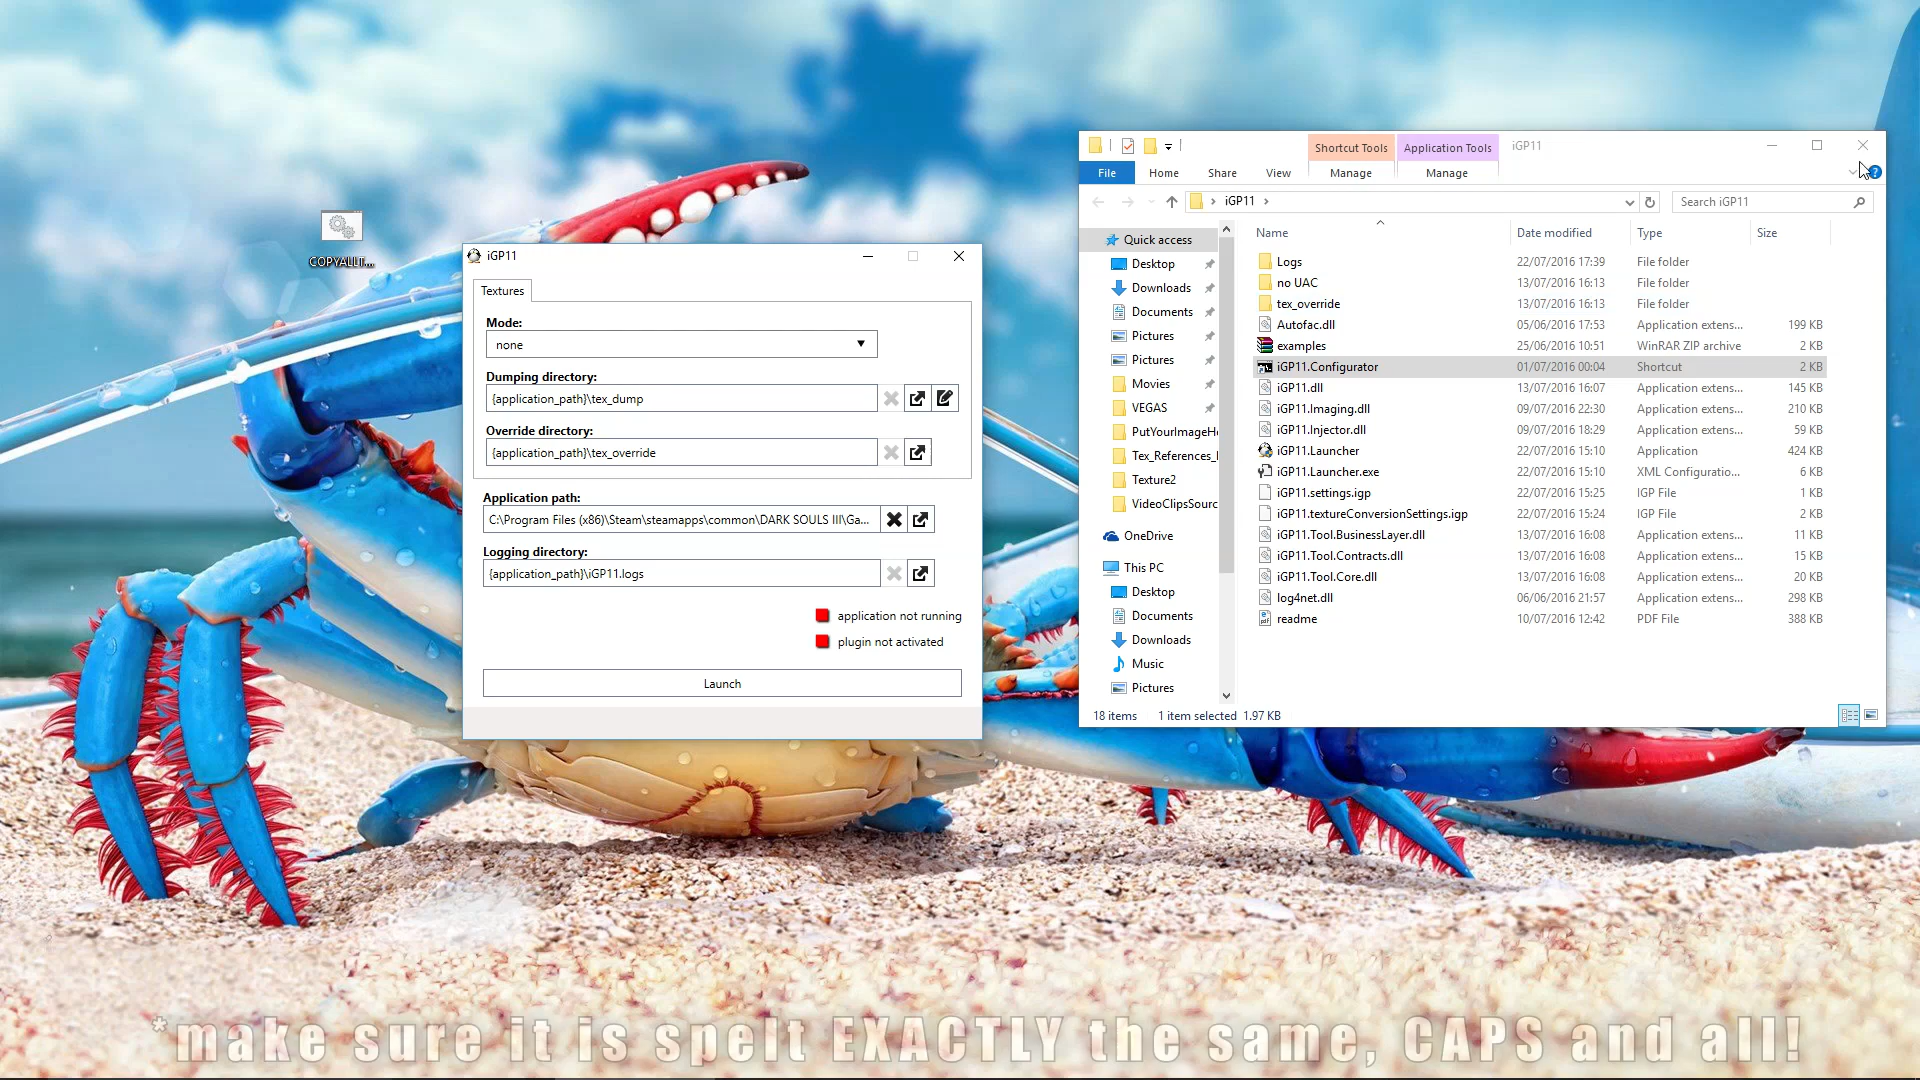 COPYALLT...
iGP11
Textures
Mode:
none
Dumping directory:
{application_path}\tex_dump
Override directory:
{application_path}\tex_override
Application path:
C:\Program Files (x86)\Steam\steamapps\common\DARK SOULS III\Ga...
Logging directory:
{application_path}\iGP11.logs
application not running
plugin not activated
Launch
Shortcut Tools Application Tools iGP11
File Home Share View Manage Manage
iGP11
Search iGP11
Quick access
Desktop
Downloads
Documents
Pictures
Pictures
Movies
VEGAS
PutYourImageH
Tex_References_
Texture2
VideoClipsSourc
OneDrive
This PC
Desktop
Documents
Downloads
Music
Pictures
Name Date modified Type Size
Logs 22/07/2016 17:39 File folder
no UAC 13/07/2016 16:13 File folder
tex_override 13/07/2016 16:13 File folder
Autofac.dll 05/06/2016 17:53 Application extens... 199 KB
examples 25/06/2016 10:51 WinRAR ZIP archive 2 KB
iGP11.Configurator 01/07/2016 00:04 Shortcut 2 KB
iGP11.dll 13/07/2016 16:07 Application extens... 145 KB
iGP11.Imaging.dll 09/07/2016 22:30 Application extens... 210 KB
iGP11.Injector.dll 09/07/2016 18:29 Application extens... 59 KB
iGP11.Launcher 22/07/2016 15:10 Application 424 KB
iGP11.Launcher.exe 22/07/2016 15:10 XML Configuratio... 6 KB
iGP11.settings.igp 22/07/2016 15:25 IGP File 1 KB
iGP11.textureConversionSettings.igp 22/07/2016 15:24 IGP File 2 KB
iGP11.Tool.BusinessLayer.dll 13/07/2016 16:08 Application extens... 11 KB
iGP11.Tool.Contracts.dll 13/07/2016 16:08 Application extens... 15 KB
iGP11.Tool.Core.dll 13/07/2016 16:08 Application extens... 20 KB
log4net.dll 06/06/2016 21:57 Application extens... 298 KB
readme 10/07/2016 12:42 PDF File 388 KB
18 items 1 item selected 1.97 KB
*make sure it is spelt EXACTLY the same, CAPS and all!